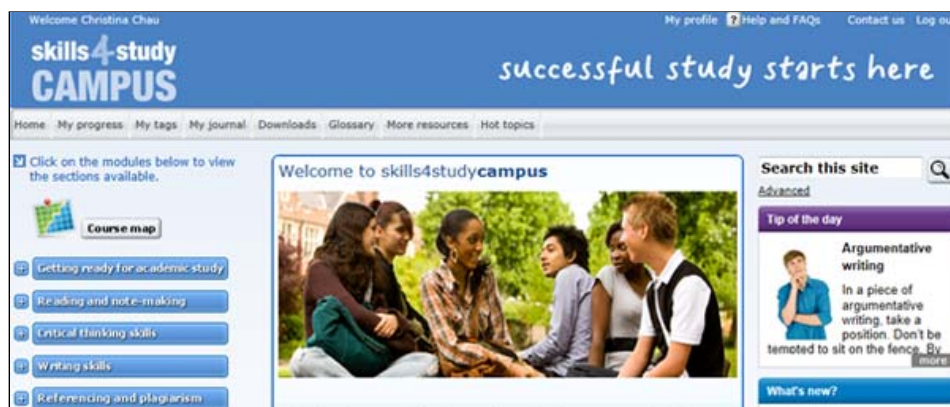 Welcome Christina Chau
My profile ? Help and FAQs Contact us Log ou
skills4study
CAMPUS
successful study starts here
Home My progress My tags My journal Downloads Glossary More resources Hot topics
Click on the modules below to view
the sections available.
Course map
Getting ready for academic study
Reading and note-making
Critical thinking skills
Writing skills
Referencing and plagiarism
Welcome to skills4studycampus
Search this site
Advanced
Tip of the day
Argumentative
writing
In a piece of
argumentative
writing, take a
position. Don't be
tempted to sit on the fence. By
more
What's new?